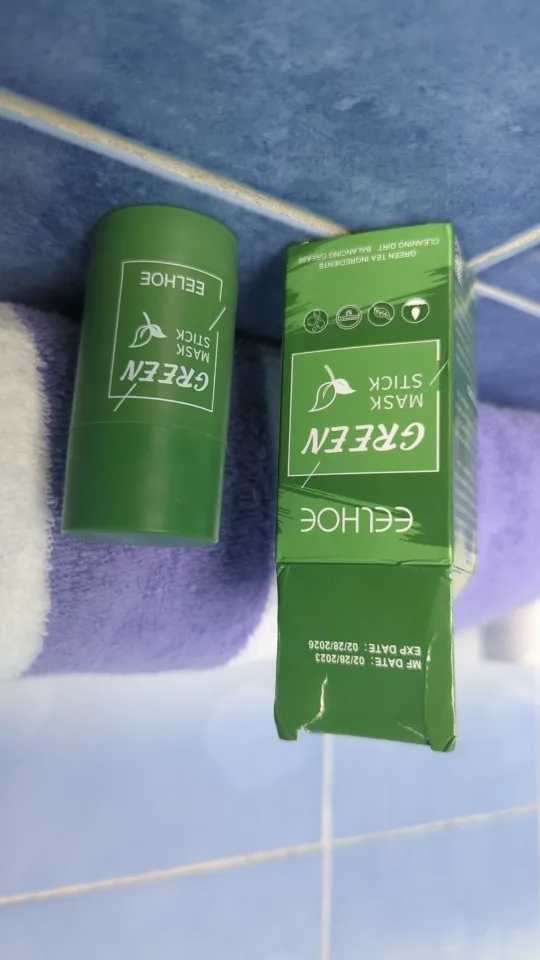 EELHOE
GREEN
MASK
STICK
GREEN TEA INGREDIENTS
CLEANING DIRT BALANCING GREASE
MF DATE: 02/28/2023
EXP DATE: 02/28/2026
GREEN
MASK
STICK
EELHOE